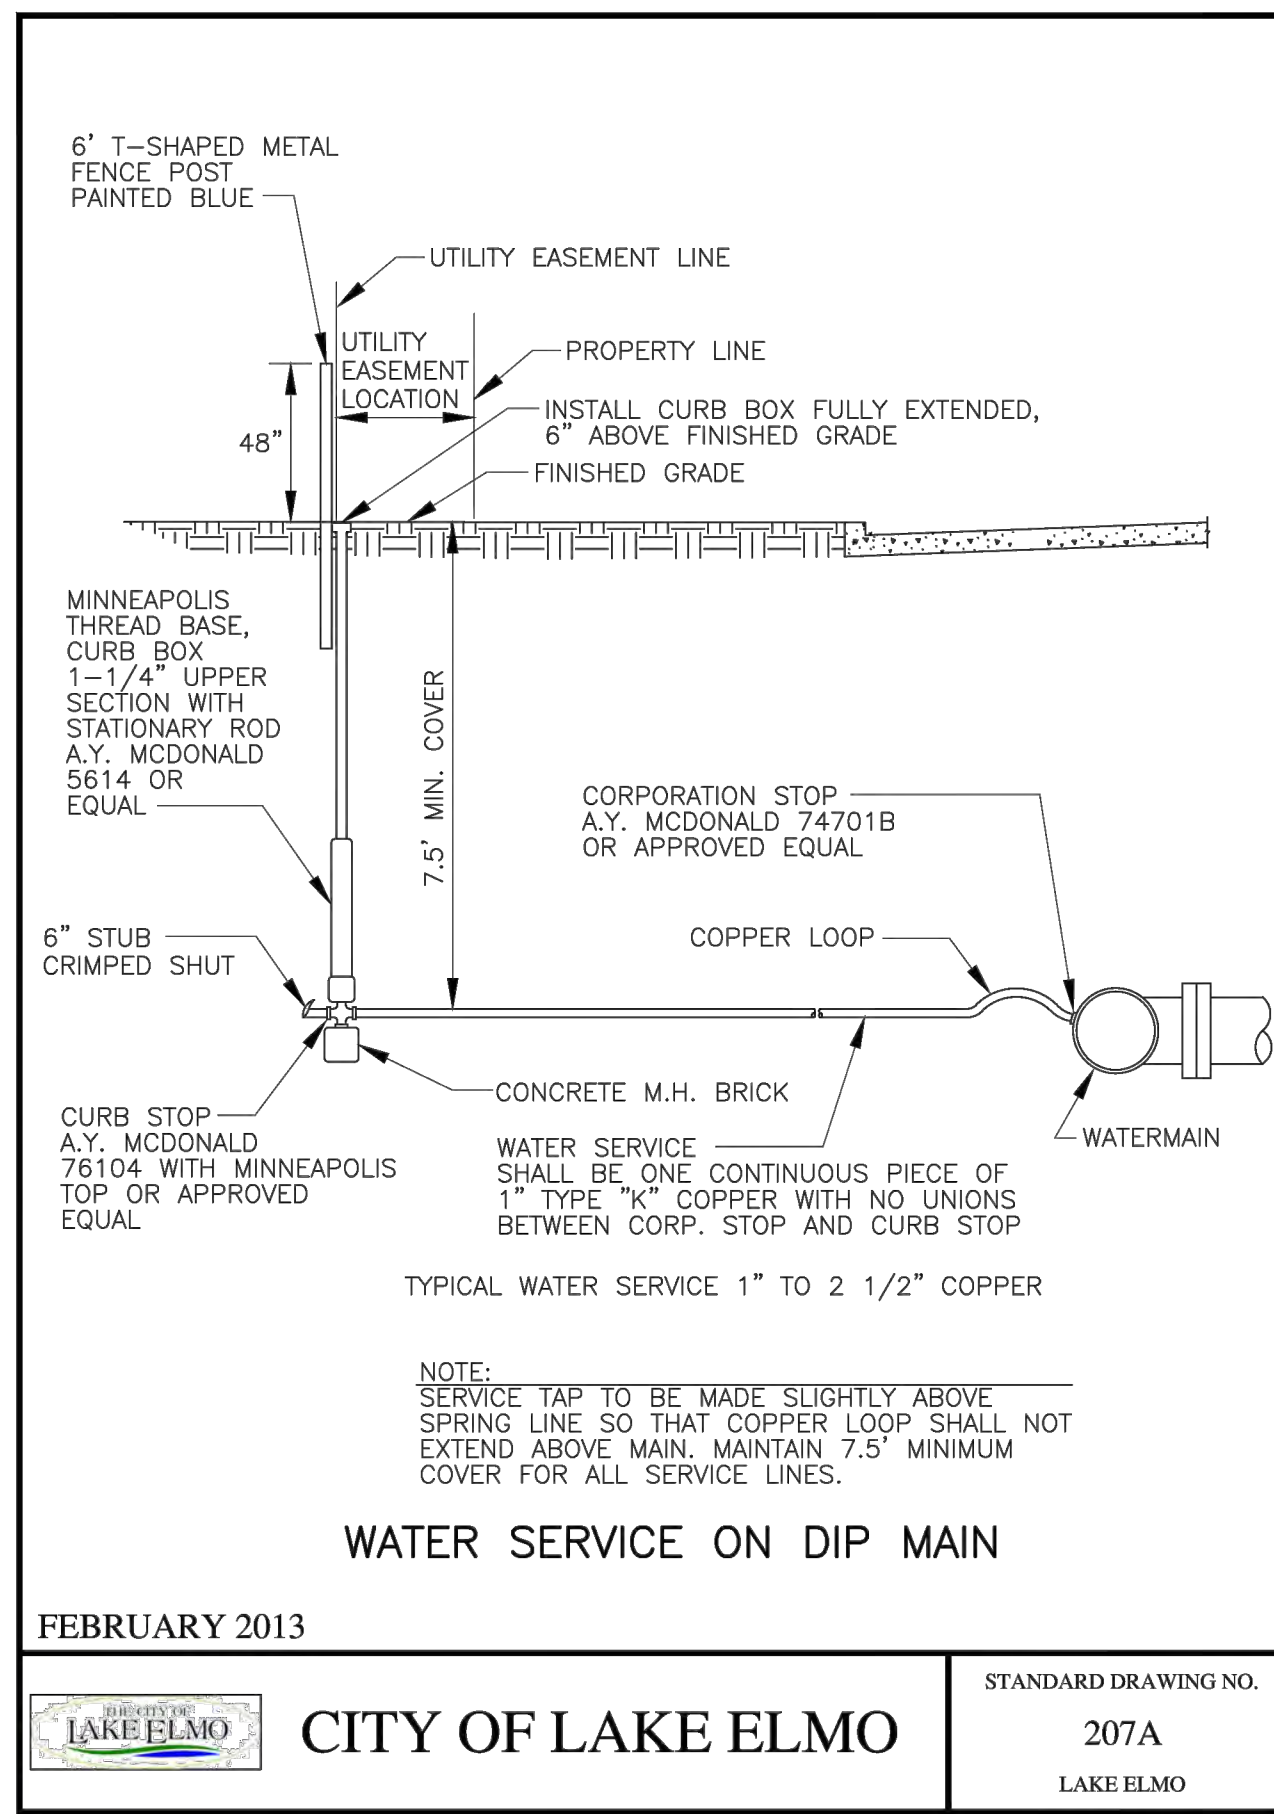 6' T-SHAPED METAL
FENCE POST
PAINTED BLUE
UTILITY EASEMENT LINE
UTILITY
EASEMENT
LOCATION
PROPERTY LINE
INSTALL CURB BOX FULLY EXTENDED,
6" ABOVE FINISHED GRADE
48"
FINISHED GRADE
MINNEAPOLIS
THREAD BASE,
CURB BOX
1-1/4" UPPER
SECTION WITH
STATIONARY ROD
A.Y. MCDONALD
5614 OR
EQUAL
7.5' MIN. COVER
CORPORATION STOP
A.Y. MCDONALD 74701B
OR APPROVED EQUAL
6" STUB
CRIMPED SHUT
COPPER LOOP
CONCRETE M.H. BRICK
CURB STOP
A.Y. MCDONALD
76104 WITH MINNEAPOLIS
TOP OR APPROVED
EQUAL
WATER SERVICE
SHALL BE ONE CONTINUOUS PIECE OF
1" TYPE "K" COPPER WITH NO UNIONS
BETWEEN CORP. STOP AND CURB STOP
WATERMAIN
TYPICAL WATER SERVICE 1" TO 2 1/2" COPPER
NOTE:
SERVICE TAP TO BE MADE SLIGHTLY ABOVE
SPRING LINE SO THAT COPPER LOOP SHALL NOT
EXTEND ABOVE MAIN. MAINTAIN 7.5' MINIMUM
COVER FOR ALL SERVICE LINES.
WATER SERVICE ON DIP MAIN
FEBRUARY 2013
THE CITY OF
LAKE ELMO
CITY OF LAKE ELMO
STANDARD DRAWING NO.
207A
LAKE ELMO